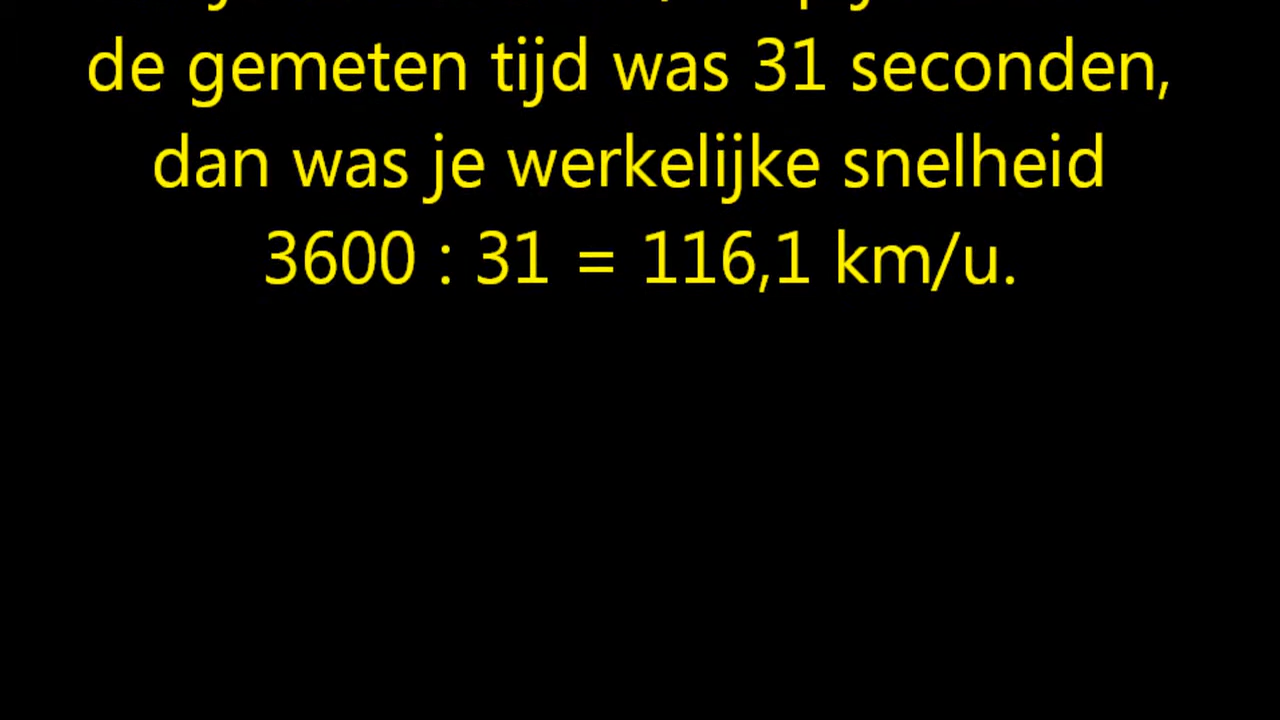 de gemeten tijd was 31 seconden,
dan was je werkelijke snelheid
3600 : 31 = 116,1 km/u.